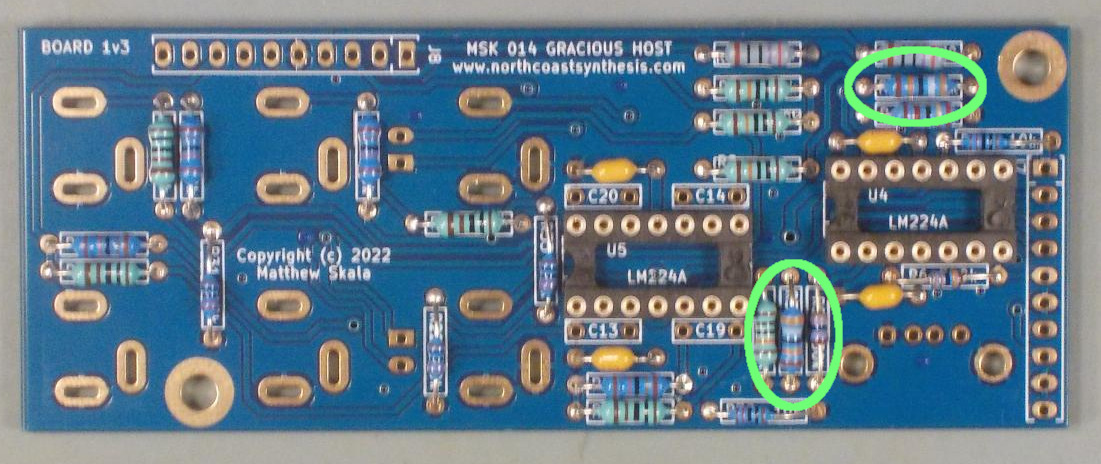 BOARD 1v3
J8
MSK 014 GRACIOUS HOST
www.northcoastsynthesis.com
C20
C14
U4
LM224A
U5
LM224A
Copyright (c) 2022
Matthew Skala
C13
C19